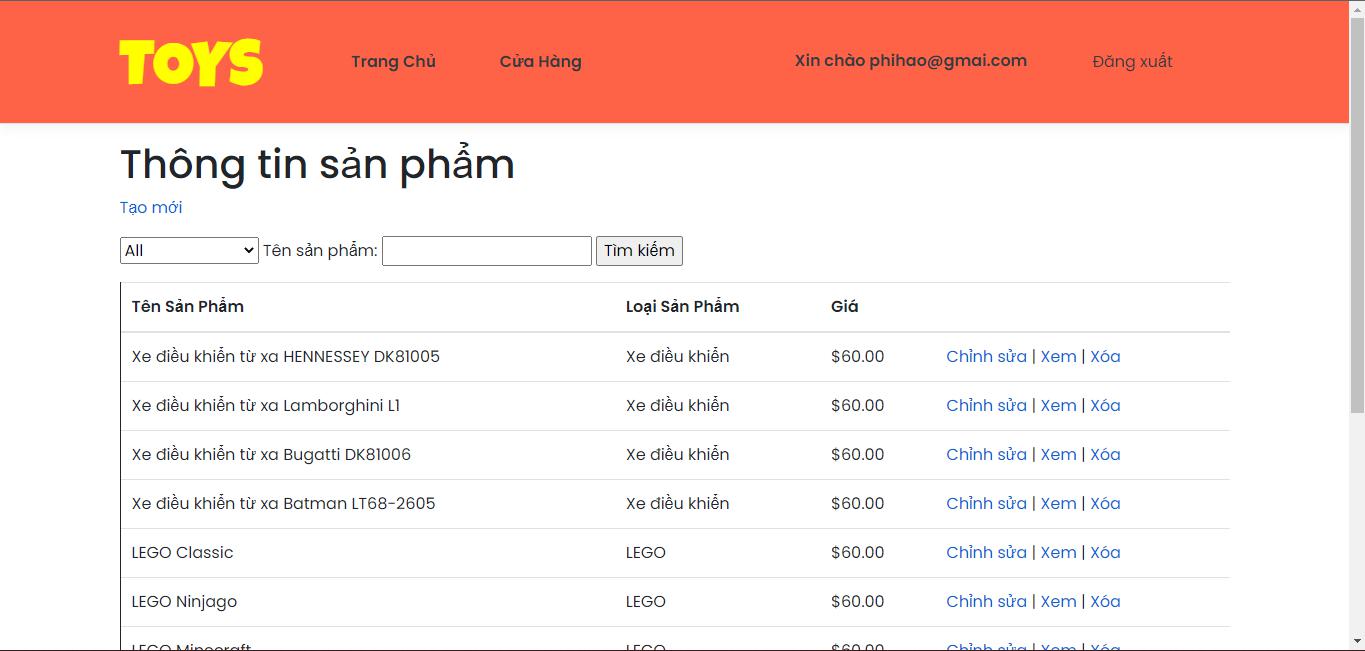 TOYS Trang Chủ Cửa Hàng Xin chào phihao@gmai.com Đăng xuất
Thông tin sản phẩm
Tạo mới
All Tên sản phẩm: Tìm kiếm
Tên Sản Phẩm Loại Sản Phẩm Giá
Xe điều khiển từ xa HENNESSEY DK81005 Xe điều khiển $60.00 Chỉnh sửa | Xem | Xóa
Xe điều khiển từ xa Lamborghini L1 Xe điều khiển $60.00 Chỉnh sửa | Xem | Xóa
Xe điều khiển từ xa Bugatti DK81006 Xe điều khiển $60.00 Chỉnh sửa | Xem | Xóa
Xe điều khiển từ xa Batman LT68-2605 Xe điều khiển $60.00 Chỉnh sửa | Xem | Xóa
LEGO Classic LEGO $60.00 Chỉnh sửa | Xem | Xóa
LEGO Ninjago LEGO $60.00 Chỉnh sửa | Xem | Xóa
LEGO Minecraft LEGO $60.00 Chỉnh sửa | Xem | Xóa